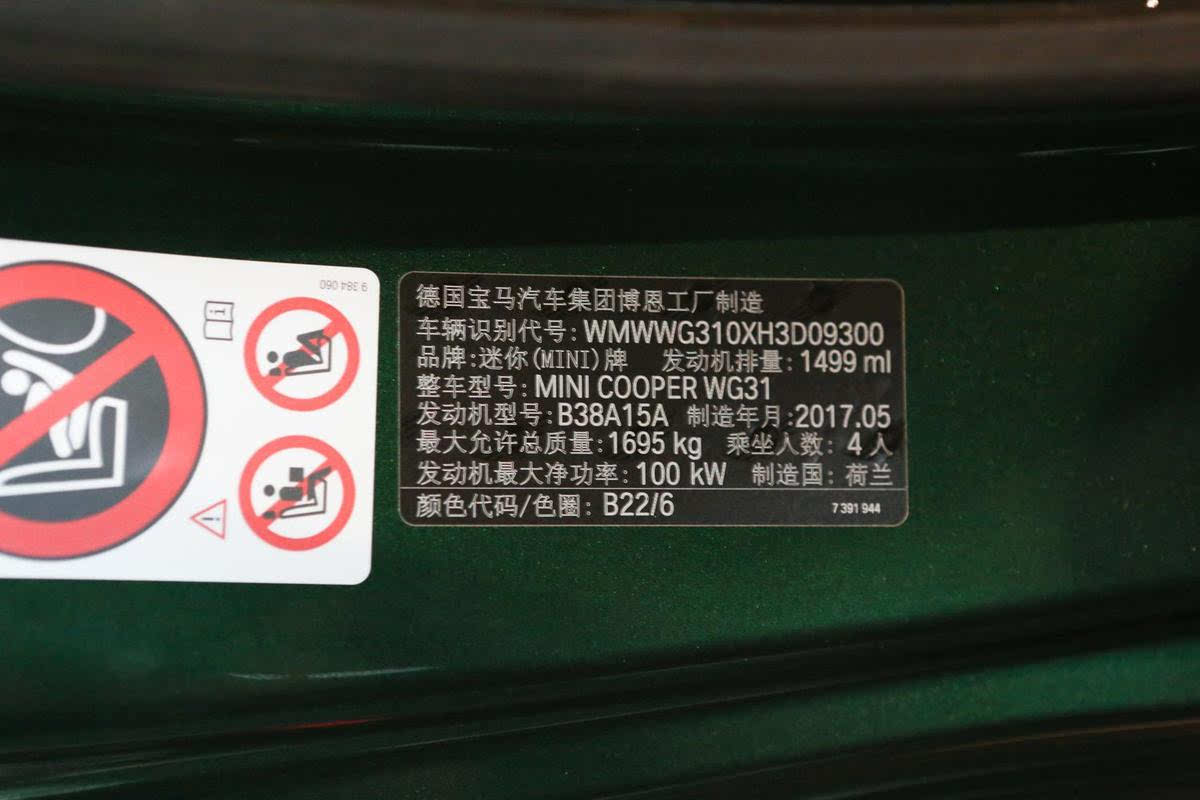 9 384 060
德国宝马汽车集团博恩工厂制造
车辆识别代号: WMWWG310XH3D09300
品牌:迷你(MINI)牌 发动机排量: 1499 ml
整车型号: MINI COOPER WG31
发动机型号: B38A15A 制造年月:2017.05
最大允许总质量: 1695 kg 乘坐人数: 4 人
发动机最大净功率: 100 kW 制造国: 荷兰
颜色代码/色圈: B22/6 7 391 944